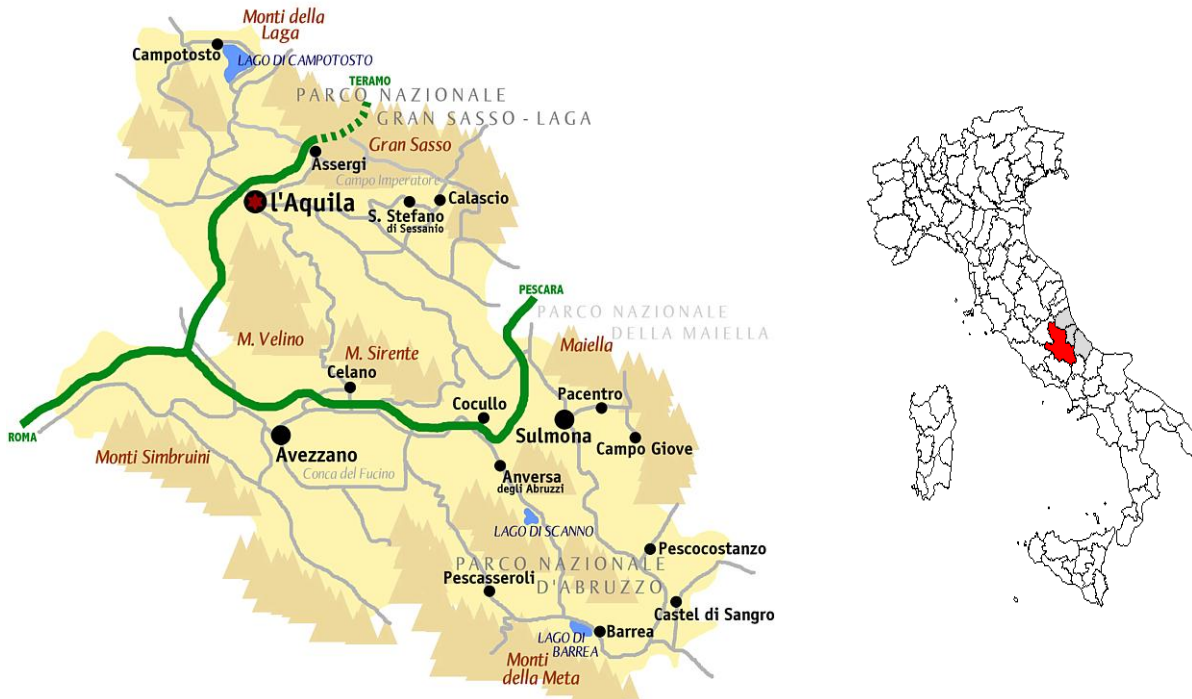 Monti della
Laga
Campotosto
LAGO DI CAMPOTOSTO
TERAMO
PARCO NAZIONALE
GRAN SASSO - LAGA
Gran Sasso
Assergi
Campo Imperatore
l'Aquila
Calascio
S. Stefano
di Sessanio
PESCARA
PARCO NAZIONALE
DELLA MAIELLA
M. Velino
M. Sirente
Maiella
Celano
Pacentro
Cocullo
ROMA
Sulmona
Avezzano
Campo Giove
Monti Simbruini
Conca del Fucino
Anversa
degli Abruzzi
LAGO DI SCANNO
Pescocostanzo
PARCO NAZIONALE
D'ABRUZZO
Pescasseroli
Castel di Sangro
LAGO DI
BARREA
Barrea
Monti
della Meta